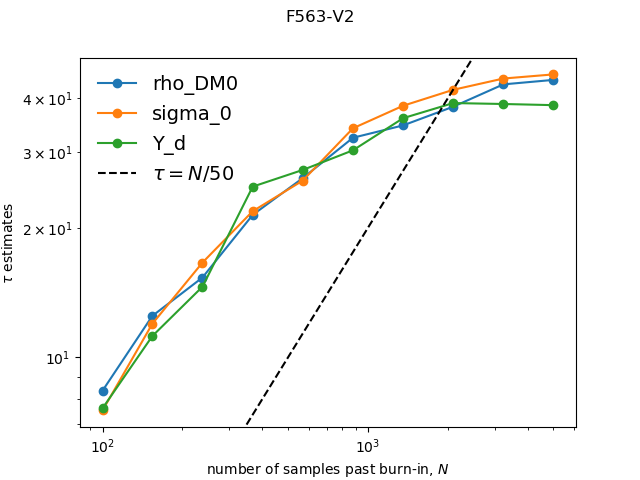 F563-V2
rho_DM0
sigma_0
Y_d
τ = N/50
4 × 10¹
3 × 10¹
2 × 10¹
10¹
τ estimates
10²
10³
number of samples past burn-in, N